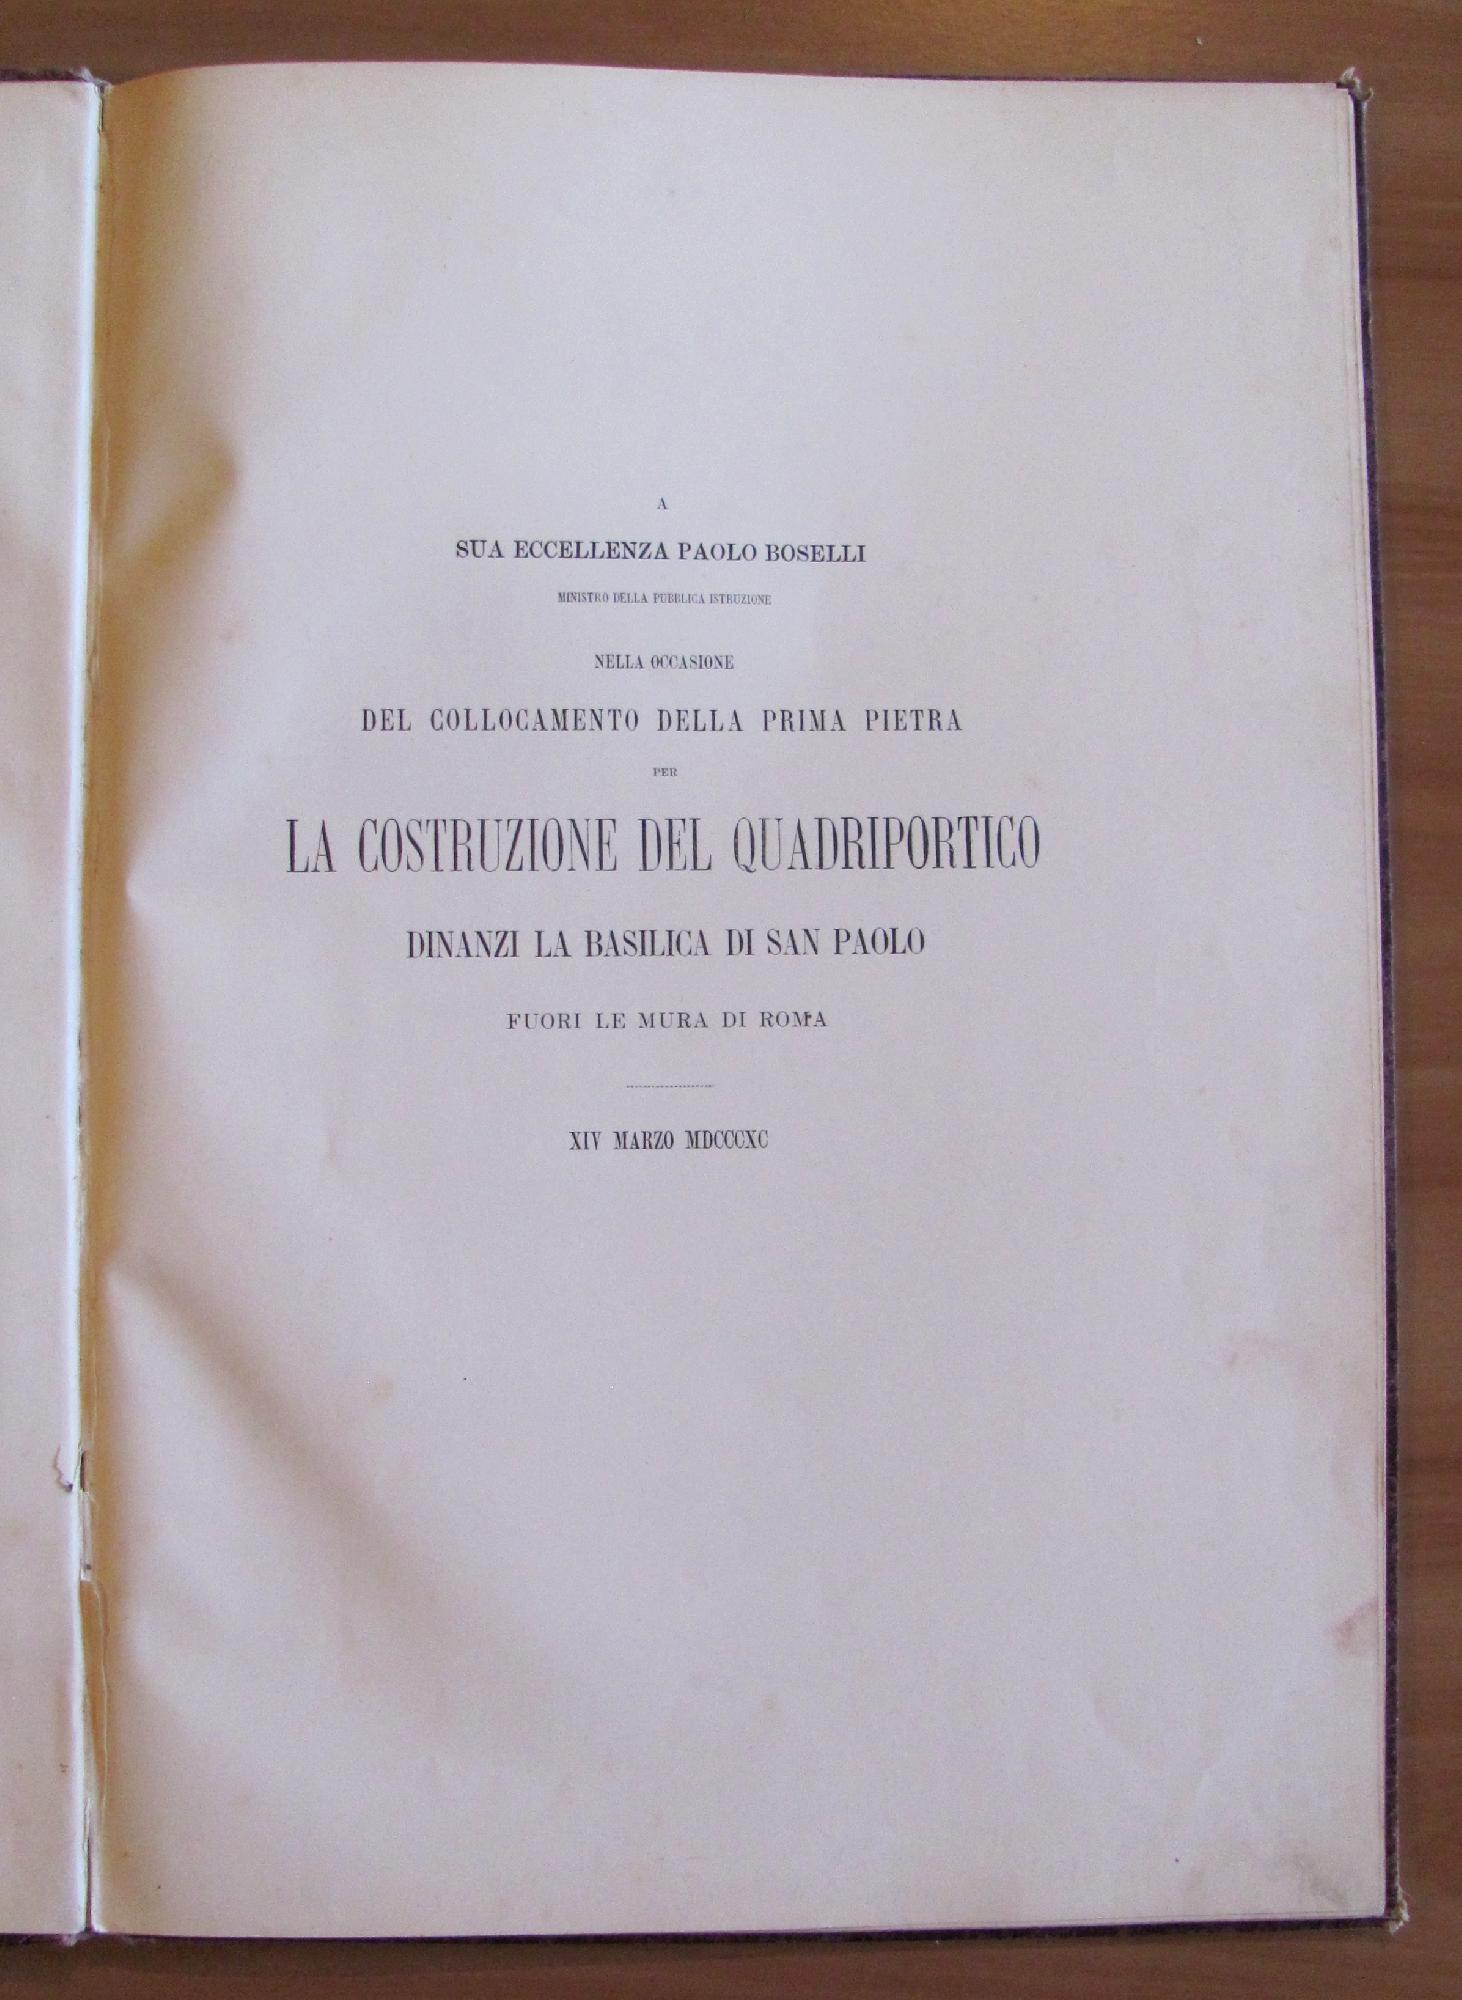 A
SUA ECCELLENZA PAOLO BOSELLI
MINISTRO DELLA PUBBLICA ISTRUZIONE
NELLA OCCASIONE
DEL COLLOCAMENTO DELLA PRIMA PIETRA
PER
LA COSTRUZIONE DEL QUADRIPORTICO
DINANZI LA BASILICA DI SAN PAOLO
FUORI LE MURA DI ROMA
XIV MARZO MDCCCXC